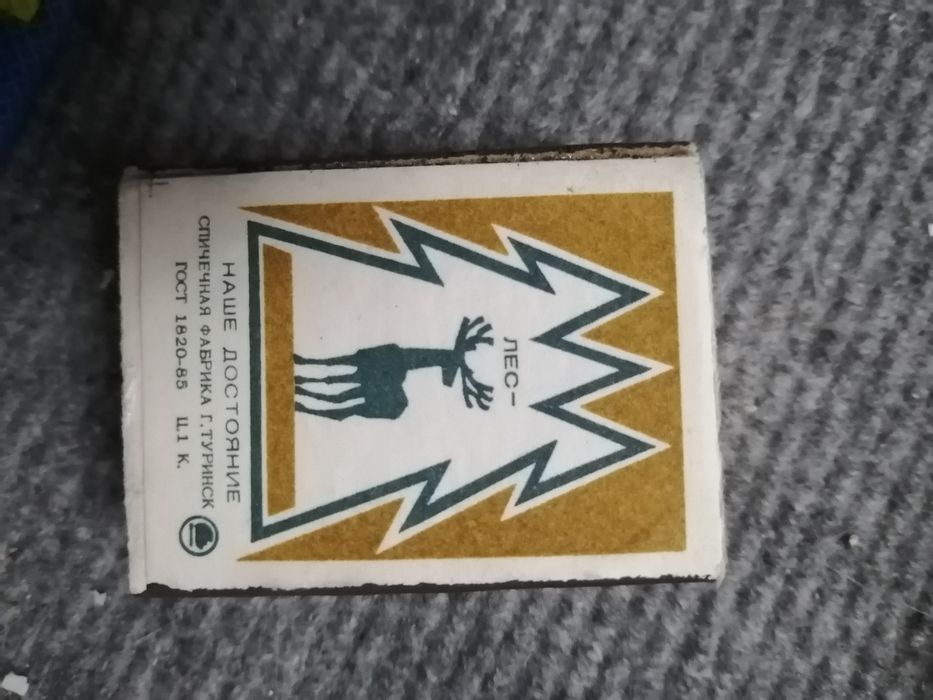 ЛЕС-
НАШЕ ДОСТОЯНИЕ
СПИЧЕЧНАЯ ФАБРИКА Г. ТУРИНСК
ГОСТ 1820-85 Ц.1 К.